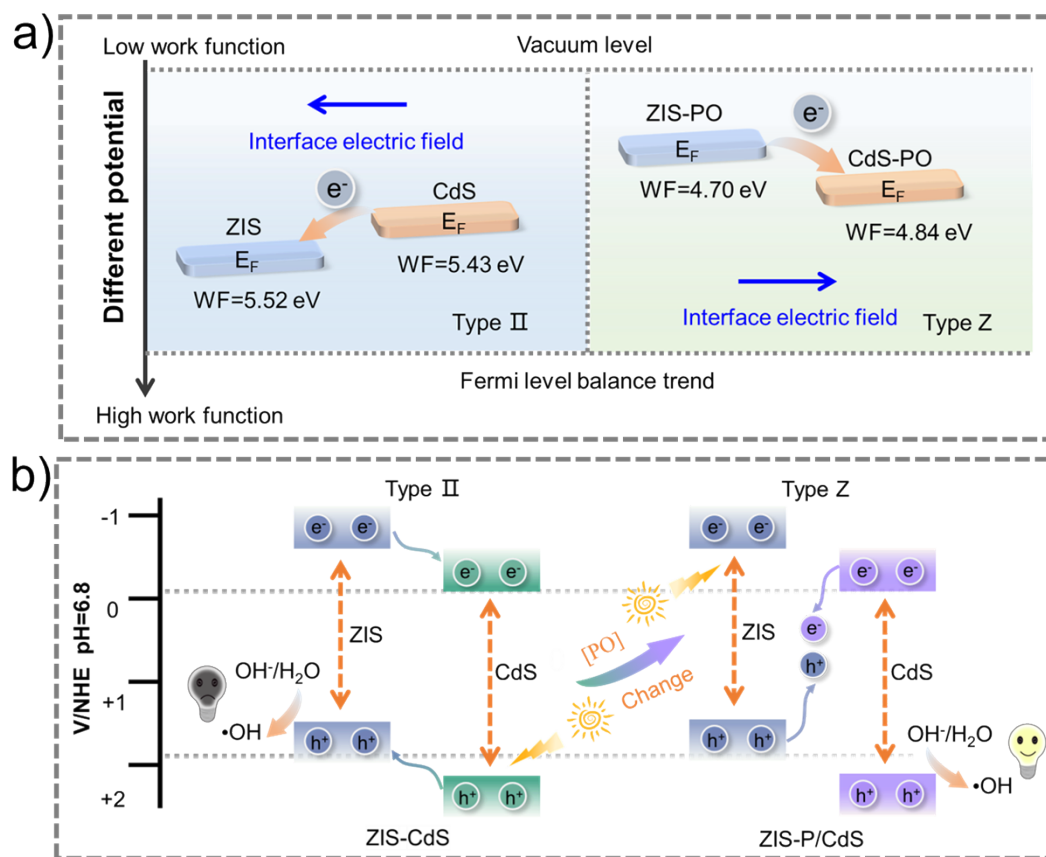 a)
Low work function
Vacuum level
Different potential
Interface electric field
e⁻
CdS
E_F
WF=5.43 eV
ZIS
E_F
WF=5.52 eV
Type Ⅱ
ZIS-PO
e⁻
E_F
WF=4.70 eV
CdS-PO
E_F
WF=4.84 eV
Interface electric field
Type Z
Fermi level balance trend
High work function
b)
Type Ⅱ
Type Z
V/NHE pH=6.8
-1
0
+1
+2
e⁻ e⁻
e⁻ e⁻
ZIS
CdS
OH⁻/H₂O
•OH
h⁺ h⁺
h⁺ h⁺
[PO]
Change
e⁻ e⁻
e⁻ e⁻
e⁻
h⁺
ZIS
CdS
h⁺ h⁺
h⁺ h⁺
OH⁻/H₂O
•OH
ZIS-CdS
ZIS-P/CdS